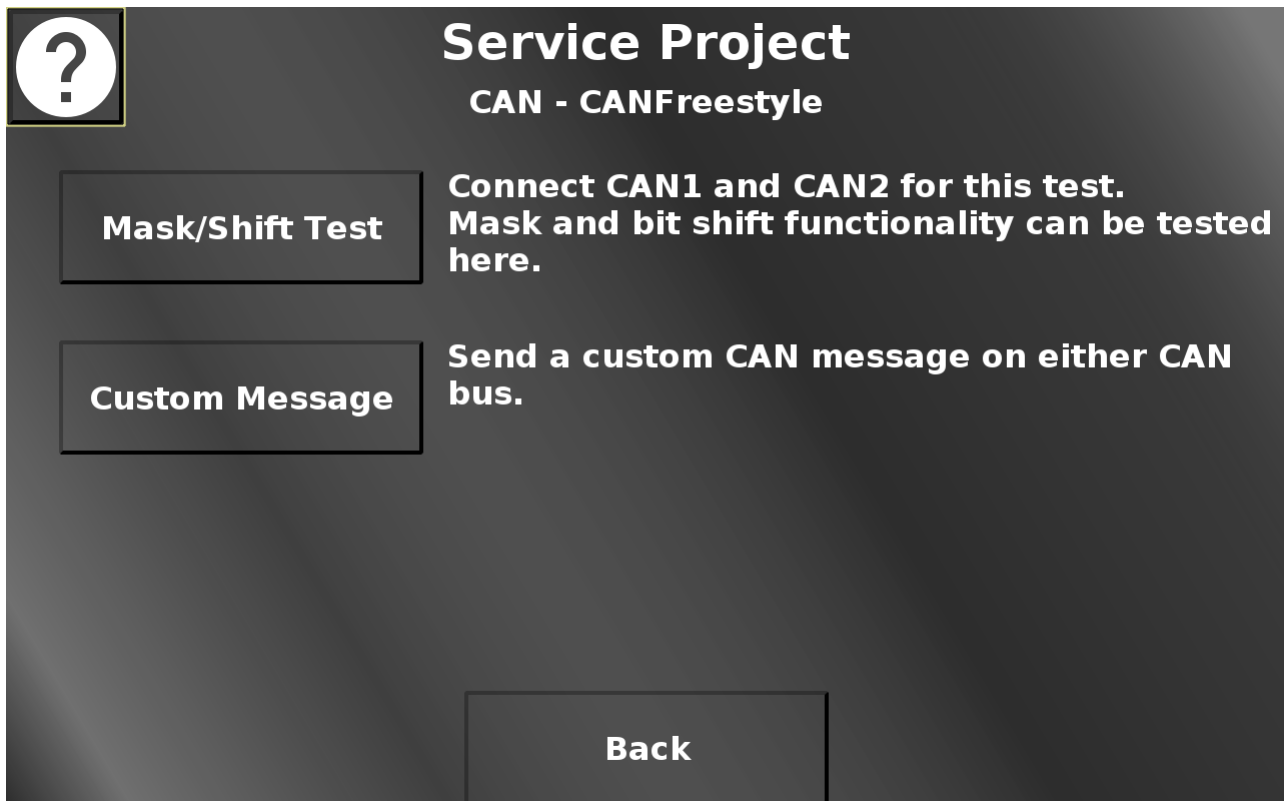 ?
Service Project
CAN - CANFreestyle
Mask/Shift Test
Connect CAN1 and CAN2 for this test.
Mask and bit shift functionality can be tested
here.
Custom Message
Send a custom CAN message on either CAN
bus.
Back